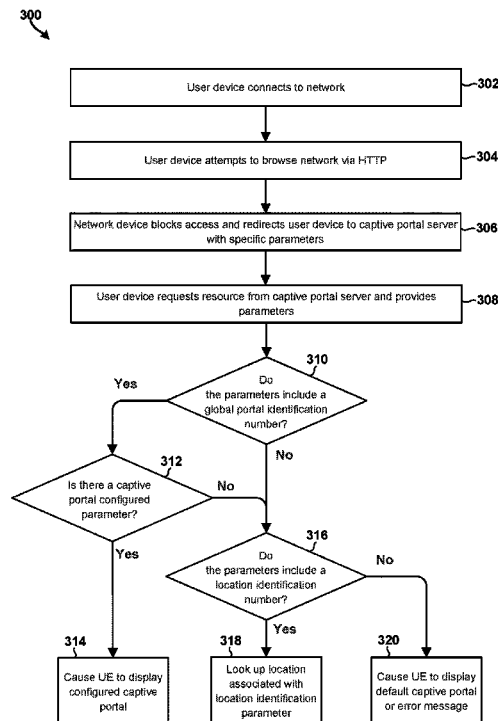 300
User device connects to network
302
User device attempts to browse network via HTTP
304
Network device blocks access and redirects user device to captive portal server
with specific parameters
306
User device requests resource from captive portal server and provides
parameters
308
310
Do
the parameters include a
global portal identification
number?
Yes
No
312
Is there a captive
portal configured
parameter?
No
Yes
316
Do
the parameters include a
location identification
number?
No
Yes
314
Cause UE to display
configured captive
portal
318
Look up location
associated with
location identification
parameter
320
Cause UE to display
default captive portal
or error message